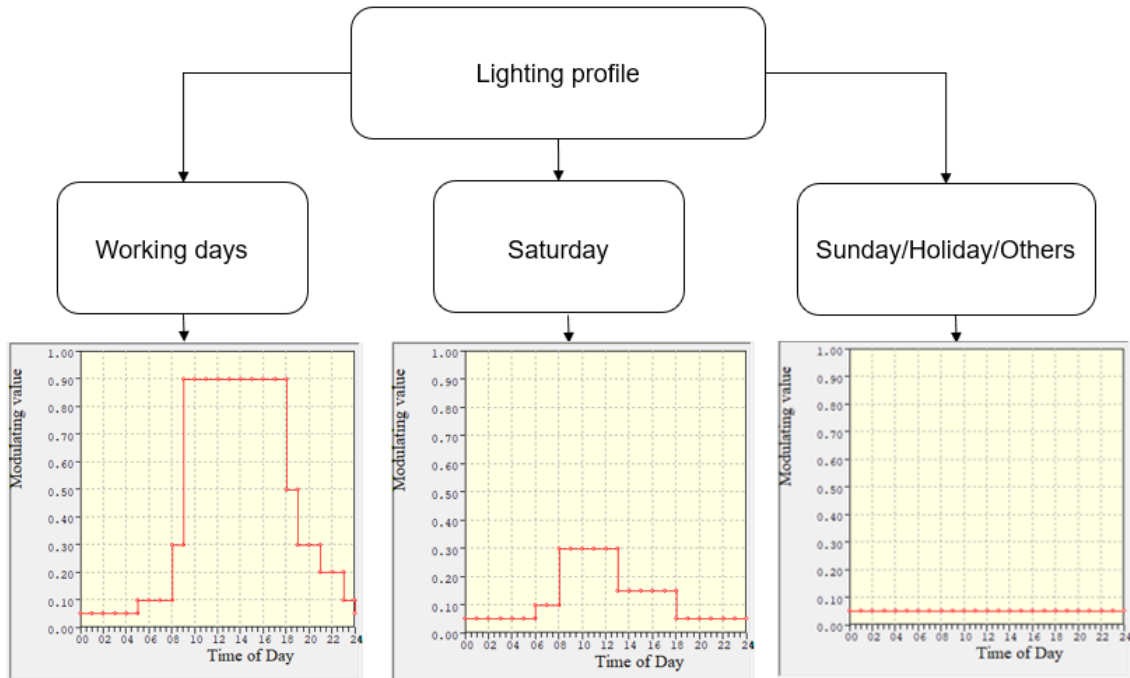 Lighting profile
Working days
Saturday
Sunday/Holiday/Others
Modulating value
1.00
0.90
0.80
0.70
0.60
0.50
0.40
0.30
0.20
0.10
0.00
00 02 04 06 08 10 12 14 16 18 20 22 24
Time of Day
Modulating value
1.00
0.90
0.80
0.70
0.60
0.50
0.40
0.30
0.20
0.10
0.00
00 02 04 06 08 10 12 14 16 18 20 22 24
Time of Day
Modulating value
1.00
0.90
0.80
0.70
0.60
0.50
0.40
0.30
0.20
0.10
0.00
00 02 04 06 08 10 12 14 16 18 20 22 24
Time of Day